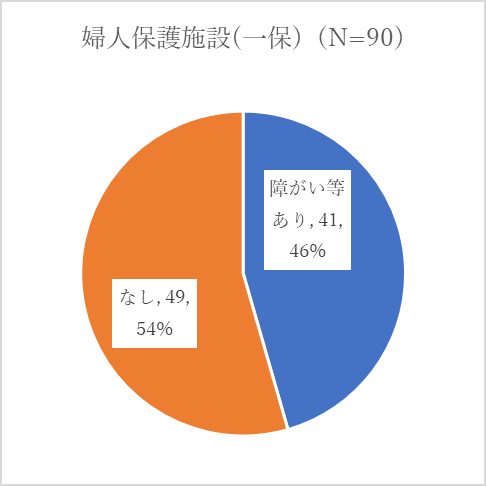 婦人保護施設(一保)（N=90）
障がい等
あり, 41,
46%
なし, 49,
54%